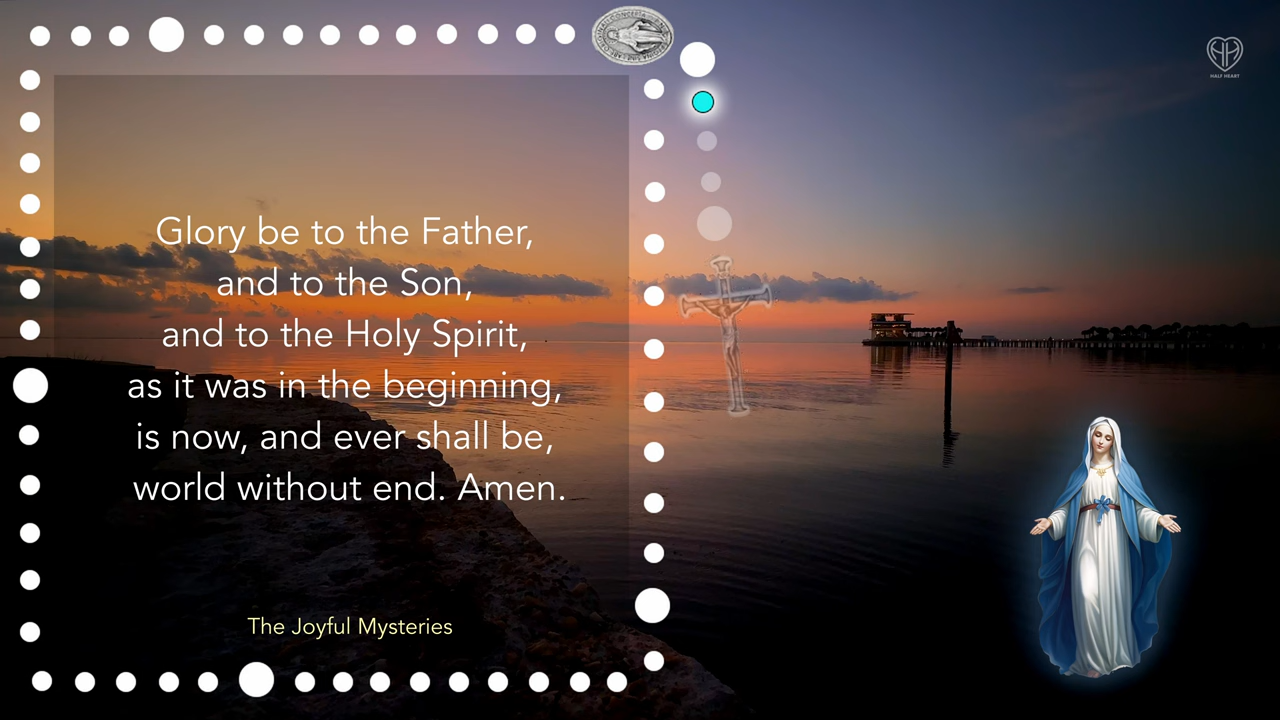 Glory be to the Father,
and to the Son,
and to the Holy Spirit,
as it was in the beginning,
is now, and ever shall be,
world without end. Amen.
The Joyful Mysteries
HALF HEART